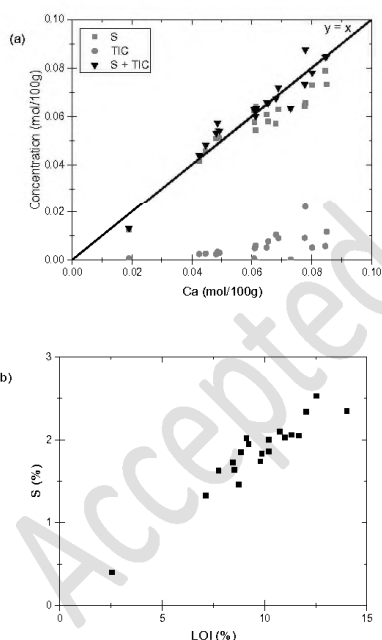 (a)
S
TIC
S + TIC
y = x
Concentration (mol/100g)
0.10
0.08
0.06
0.04
0.02
0.00
0.00 0.02 0.04 0.06 0.08 0.10
Ca (mol/100g)
b)
S (%)
3
2
1
0
0 5 10 15
LOI (%)
Accepted